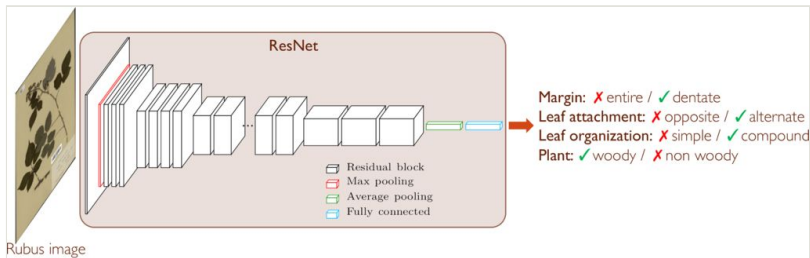 ResNet
Margin: ✗ entire / ✓ dentate
Leaf attachment: ✗ opposite / ✓ alternate
Leaf organization: ✗ simple / ✓ compound
Plant: ✓ woody / ✗ non woody
Residual block
Max pooling
Average pooling
Fully connected
Rubus image